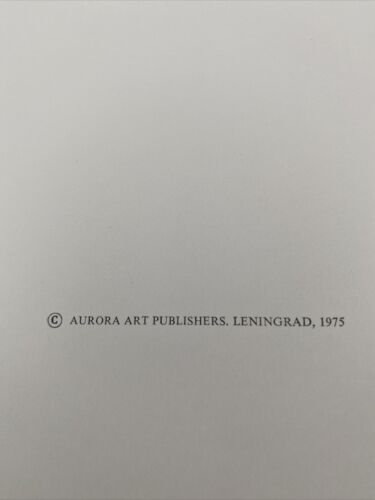 © AURORA ART PUBLISHERS. LENINGRAD, 1975